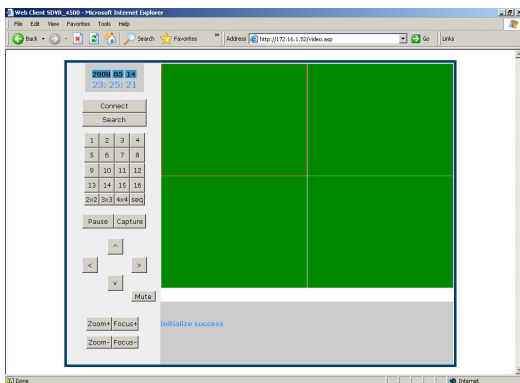 Web Client SDVR_4500 - Microsoft Internet Explorer
File Edit View Favorites Tools Help
Back Search Favorites » Address http://172.16.1.52/video.asp Go Links
2000 05 14
23:25:21
Connect
Search
1 2 3 4
5 6 7 8
9 10 11 12
13 14 15 16
2x2 3x3 4x4 seq
Pause Capture
^
< >
v
Mute
Zoom+ Focus+
Initialize success
Zoom- Focus-
Done Internet